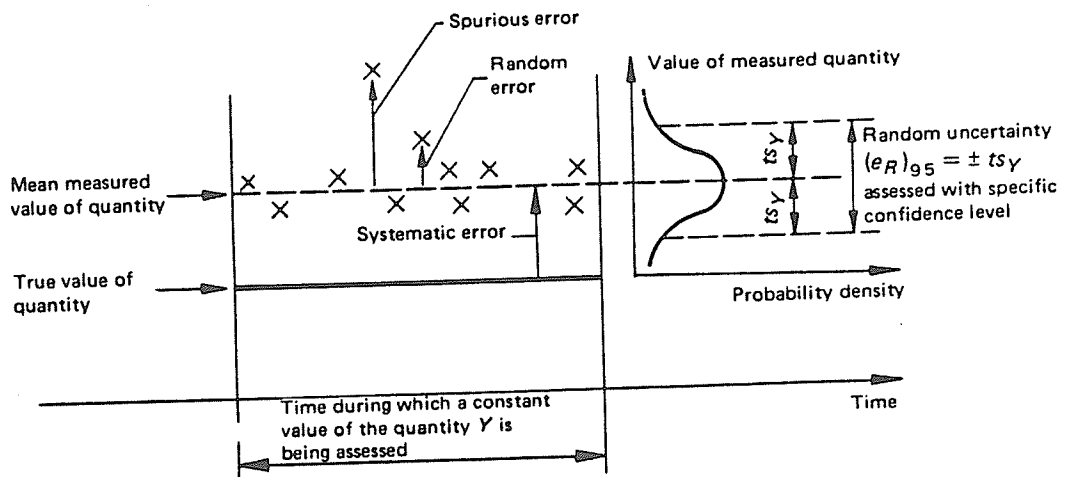 Spurious error
Random
error
Value of measured quantity
Mean measured
value of quantity
Systematic error
True value of
quantity
tsY
tsY
Random uncertainty
(eR)95 = ± tsY
assessed with specific
confidence level
Probability density
Time
Time during which a constant
value of the quantity Y is
being assessed